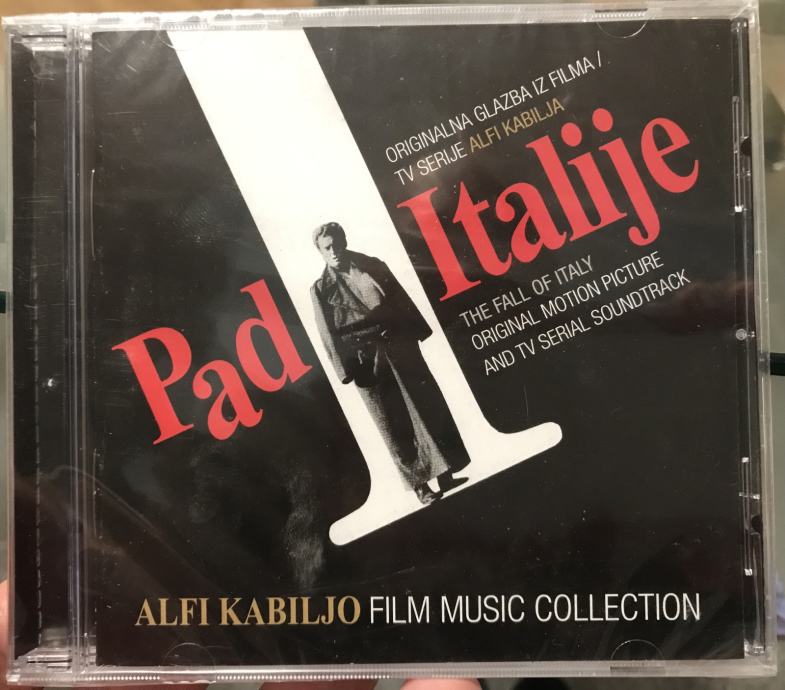 ORIGINALNA GLAZBA IZ FILMA /
TV SERIJE ALFI KABILJA
Pad Italije
THE FALL OF ITALY
ORIGINAL MOTION PICTURE
AND TV SERIAL SOUNDTRACK
ALFI KABILJO FILM MUSIC COLLECTION